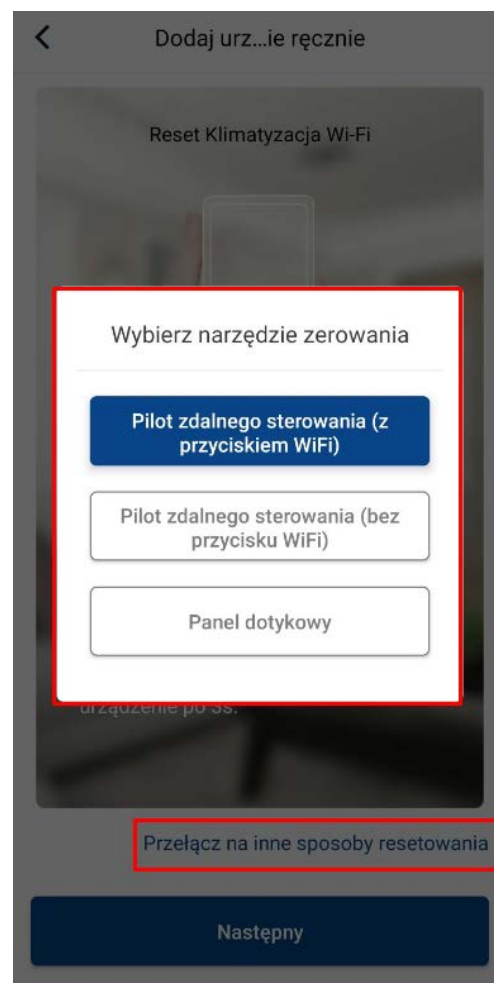 Dodaj urz...ie ręcznie
Reset Klimatyzacja Wi-Fi
Wybierz narzędzie zerowania
Pilot zdalnego sterowania (z
przyciskiem WiFi)
Pilot zdalnego sterowania (bez
przycisku WiFi)
Panel dotykowy
urządzenie po 3s.
Przełącz na inne sposoby resetowania
Następny